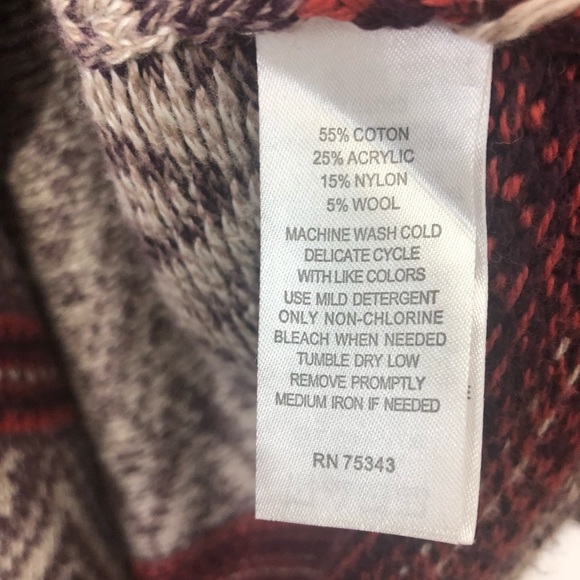 55% COTON
25% ACRYLIC
15% NYLON
5% WOOL
MACHINE WASH COLD
DELICATE CYCLE
WITH LIKE COLORS
USE MILD DETERGENT
ONLY NON-CHLORINE
BLEACH WHEN NEEDED
TUMBLE DRY LOW
REMOVE PROMPTLY
MEDIUM IRON IF NEEDED
RN 75343